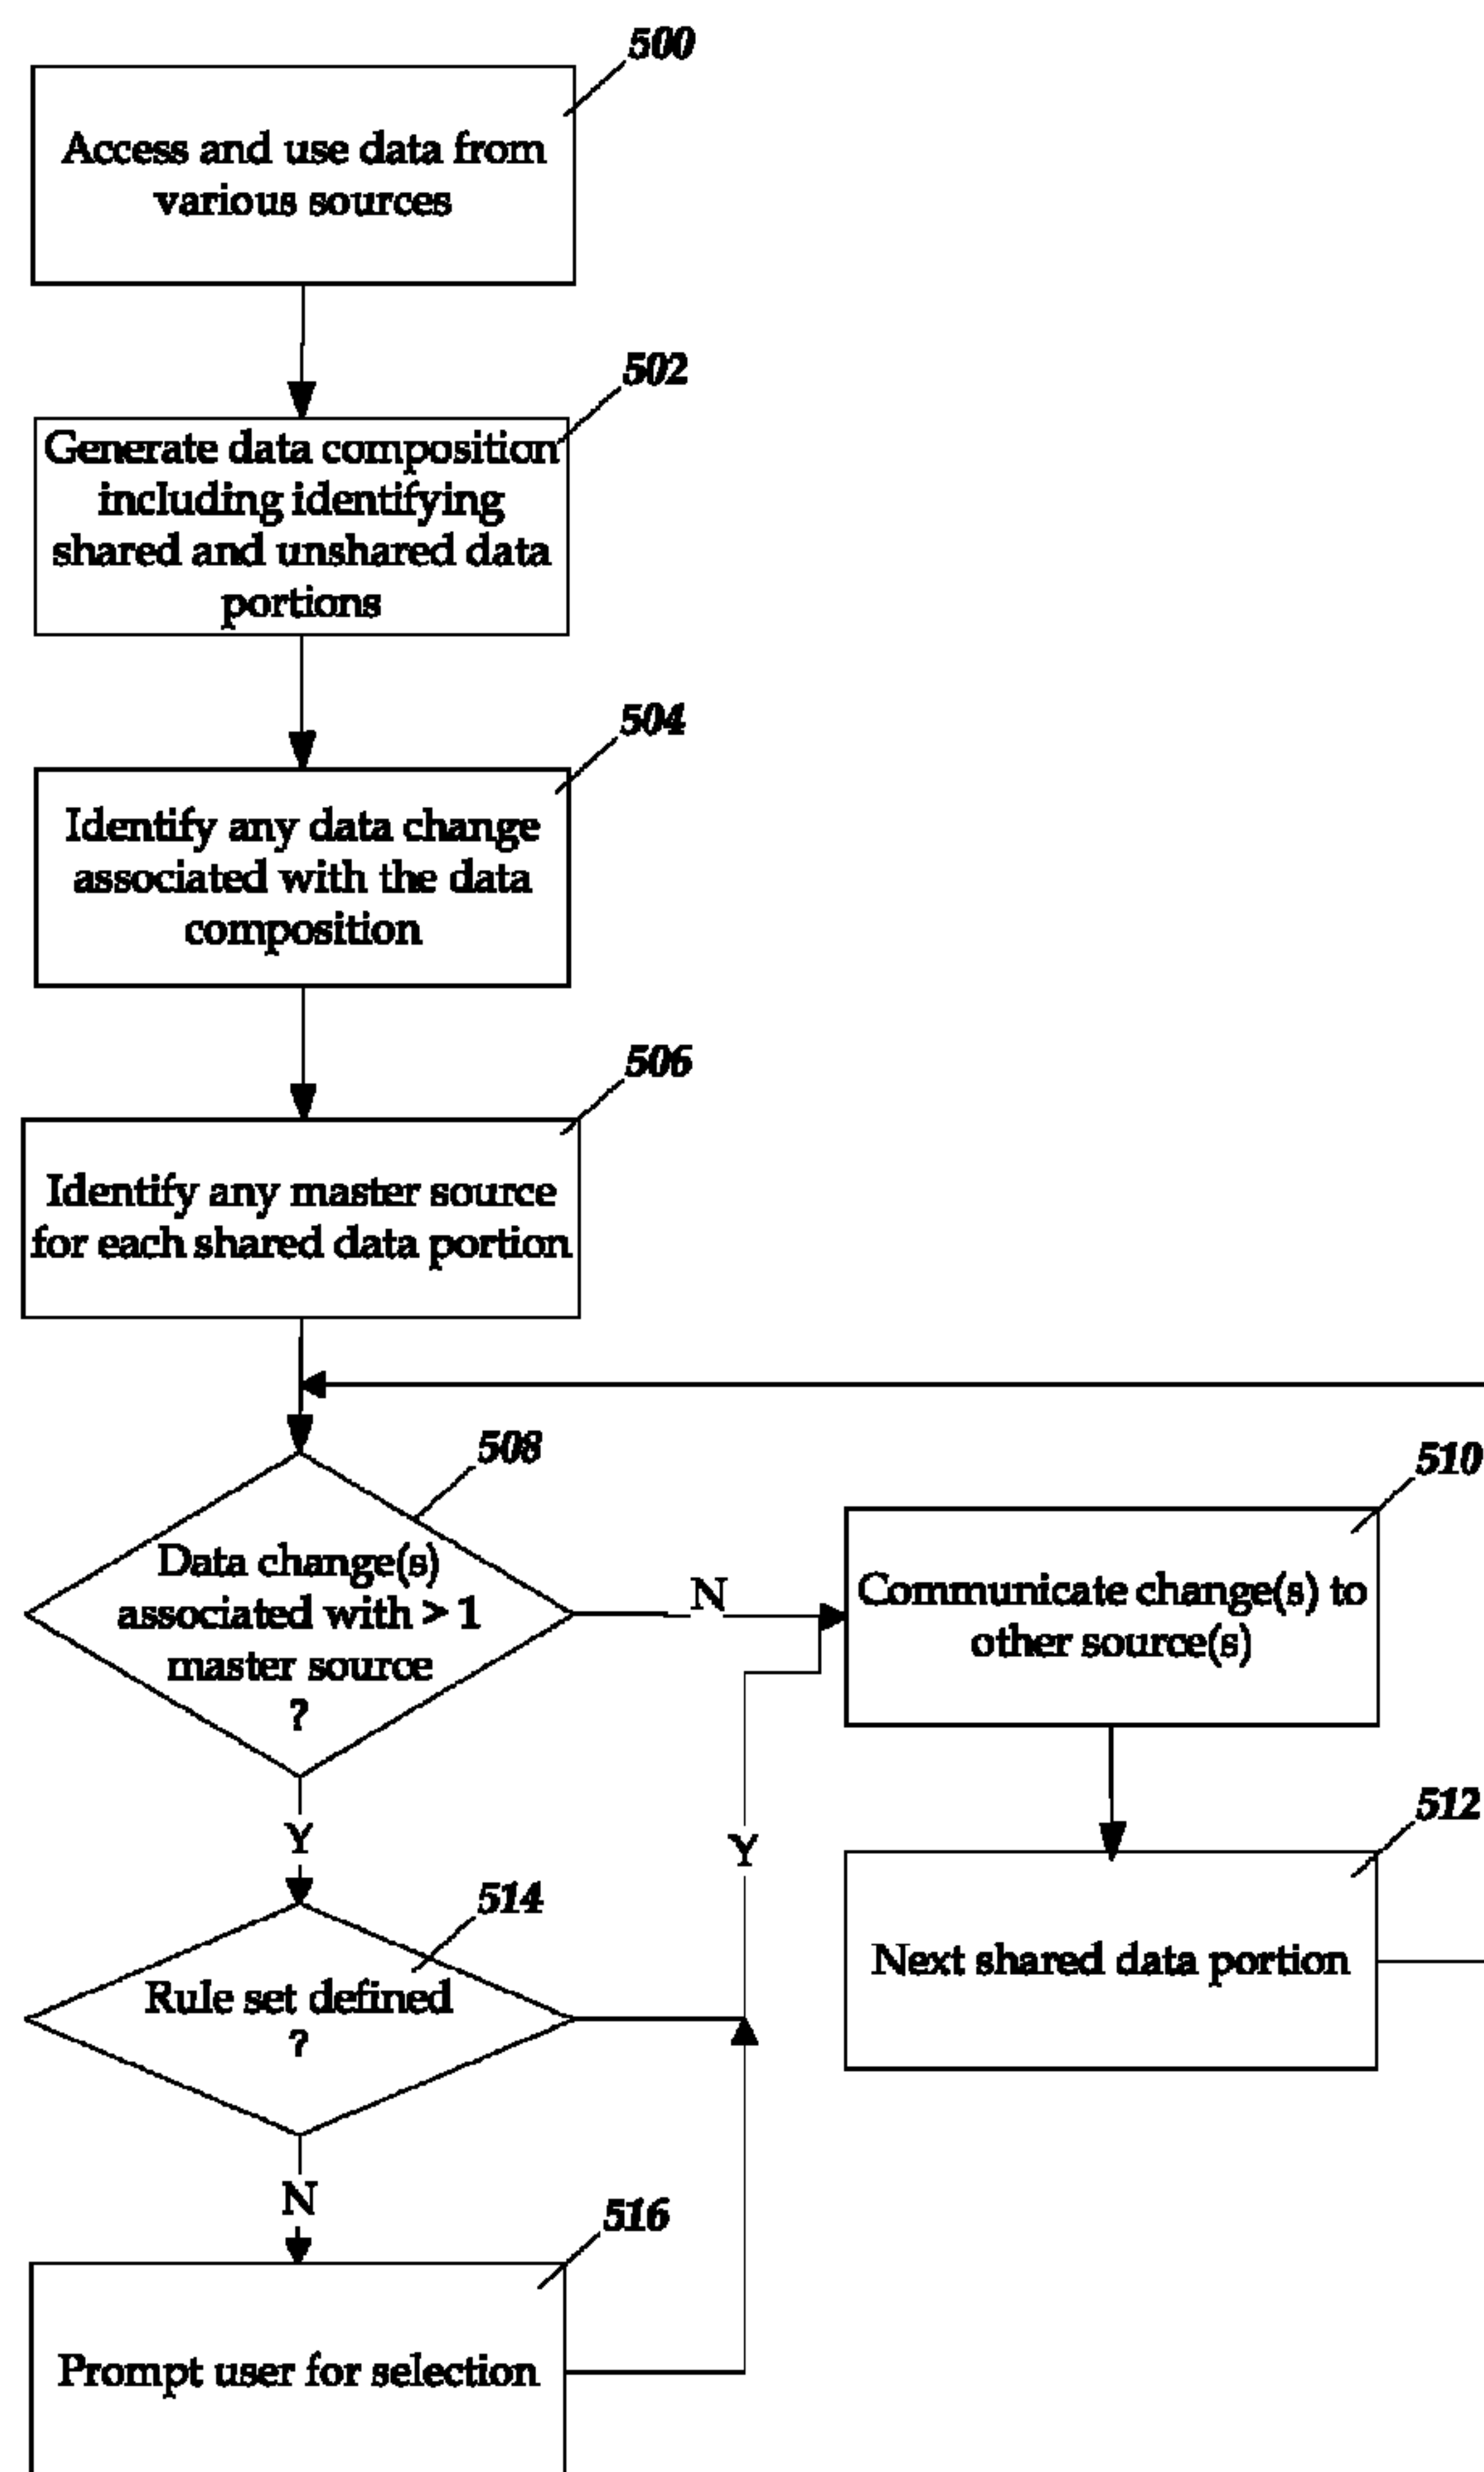 500
Access and use data from
various sources
502
Generate data composition
including identifying
shared and unshared data
portions
504
Identify any data change
associated with the data
composition
506
Identify any master source
for each shared data portion
508
Data change(s)
associated with > 1
master source
?
N
510
Communicate change(s) to
other source(s)
Y
Y
512
Next shared data portion
514
Rule set defined
?
N
516
Prompt user for selection